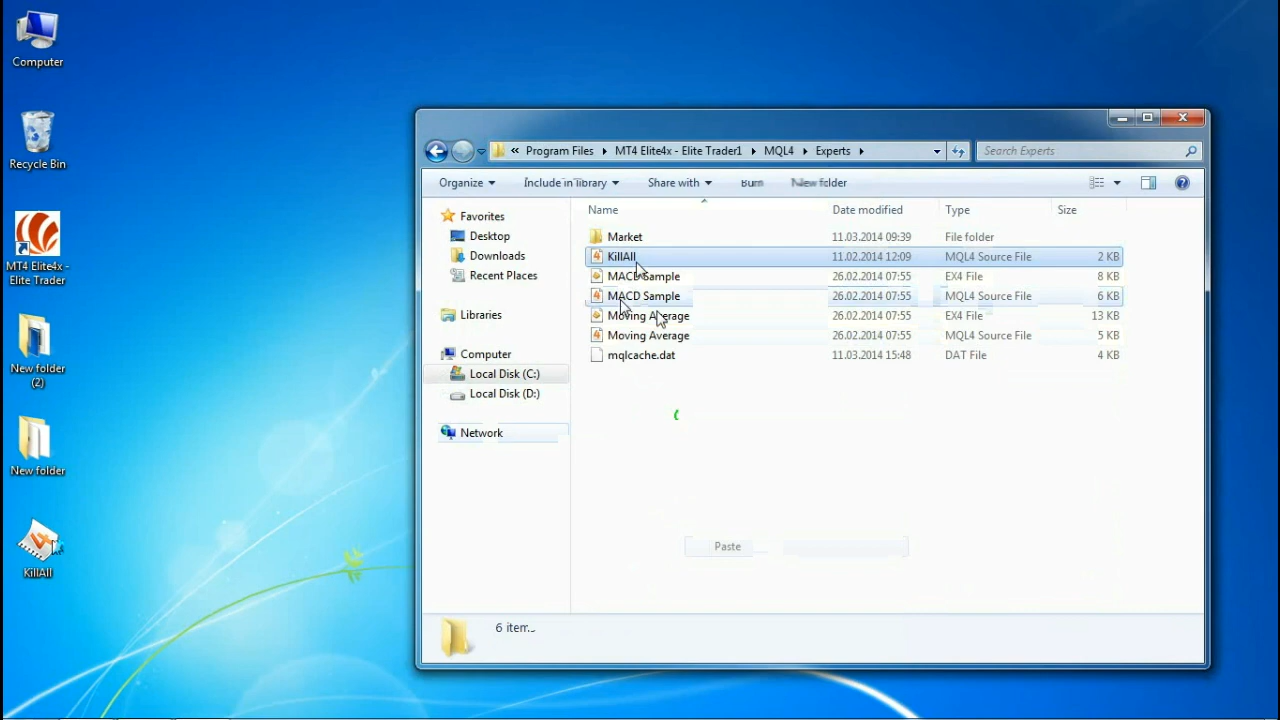 Computer
Recycle Bin
MT4 Elite4x -
Elite Trader
New folder
(2)
New folder
KillAll
« Program Files MT4 Elite4x - Elite Trader1 MQL4 Experts
Search Experts
Organize Include in library Share with Burn New folder
Favorites
Desktop
Downloads
Recent Places
Libraries
Computer
Local Disk (C:)
Local Disk (D:)
Network
Name Date modified Type Size
Market 11.03.2014 09:39 File folder
KillAll 11.02.2014 12:09 MQL4 Source File 2 KB
MACD Sample 26.02.2014 07:55 EX4 File 8 KB
MACD Sample 26.02.2014 07:55 MQL4 Source File 6 KB
Moving Average 26.02.2014 07:55 EX4 File 13 KB
Moving Average 26.02.2014 07:55 MQL4 Source File 5 KB
mqlcache.dat 11.03.2014 15:48 DAT File 4 KB
Paste
6 item...